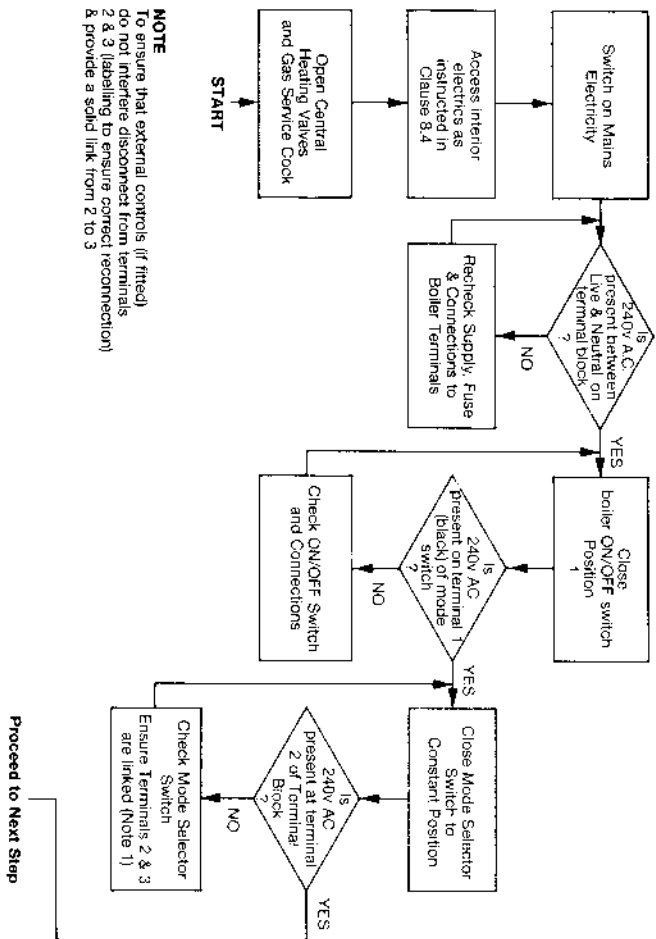 START
Open Central
Heating Valves
and Gas Service Cock
Access Interior
electrics as
instructed in
Clause 8.4
Switch on Mains
Electricity
Is
240v A.C.
present between
Live & Neutral on
terminal block
?
NO
Recheck Supply, Fuse
& Connections to
Boiler Terminals
YES
Close
boiler ON/OFF switch
Position
1
Is
240v AC
present on terminal 1
(black) of mode
switch
?
NO
Check ON/OFF Switch
and Connections
YES
Close Mode Selector
Switch to
Constant Position
Is
240v AC
present at terminal
2 of Terminal
Block
?
NO
Check Mode Selector
Switch
Ensure Terminals 2 & 3
are linked (Note 1)
YES
NOTE
To ensure that external controls (if fitted)
do not interfere disconnect from terminals
2 & 3 (labelling to ensure correct reconnection)
& provide a solid link from 2 to 3
Proceed to Next Step